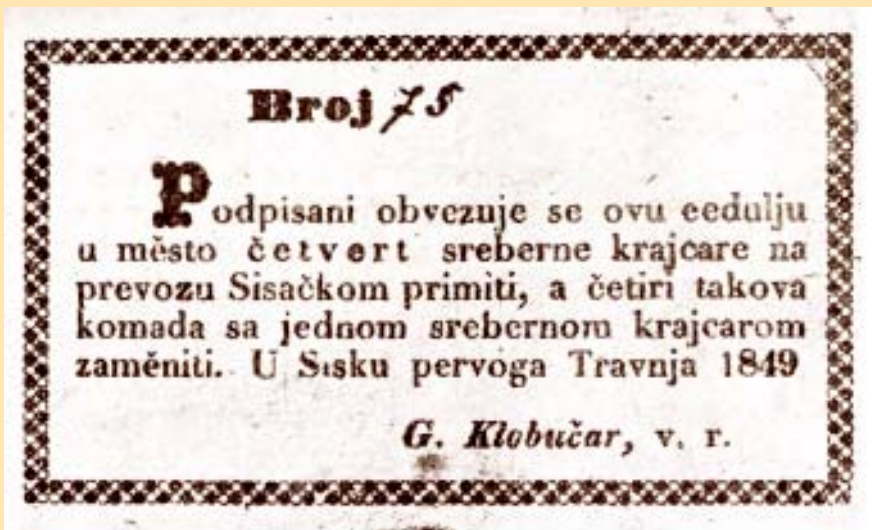 Broj 75
Podpisani obvezuje se ovu cedulju
u město četvert sreberne krajcare na
prevozu Sisačkom primiti, a četiri takova
komada sa jednom srebernom krajcarom
zaměniti. U Sisku pervoga Travnja 1849
G. Klobučar, v. r.